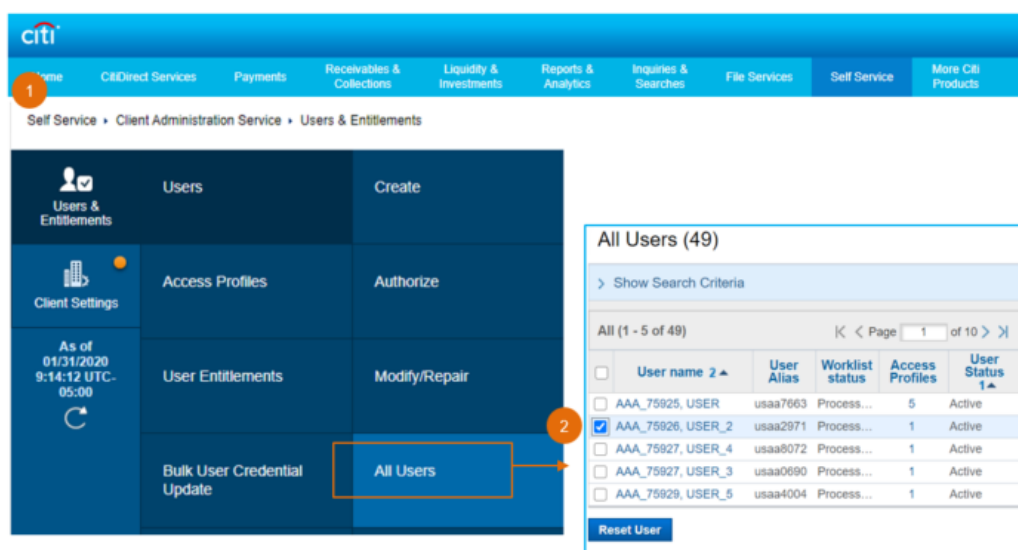 citi
Home
CitiDirect Services
Payments
Receivables &
Collections
Liquidity &
Investments
Reports &
Analytics
Inquiries &
Searches
File Services
Self Service
More Citi
Products
1
Self Service ▸ Client Administration Service ▸ Users & Entitlements
Users &
Entitlements
Users
Create
Client Settings
Access Profiles
Authorize
As of
01/31/2020
9:14:12 UTC-
05:00
User Entitlements
Modify/Repair
Bulk User Credential
Update
All Users
2
All Users (49)
> Show Search Criteria
All (1 - 5 of 49)
Page 1 of 10
User name 2
User
Alias
Worklist
status
Access
Profiles
User
Status
1
AAA_75925, USER usaa7663 Process... 5 Active
AAA_75926, USER_2 usaa2971 Process... 1 Active
AAA_75927, USER_4 usaa8072 Process... 1 Active
AAA_75927, USER_3 usaa0690 Process... 1 Active
AAA_75929, USER_5 usaa4004 Process... 1 Active
Reset User